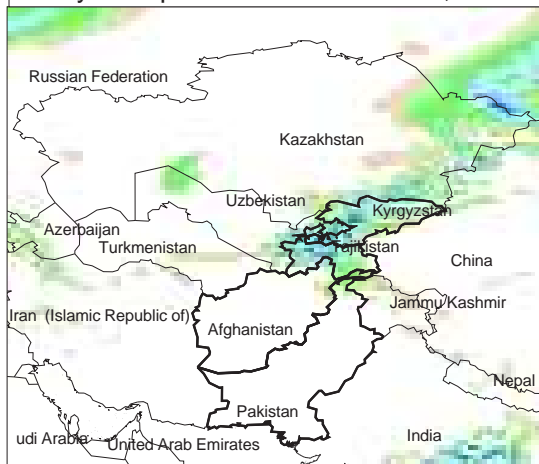 Russian Federation
Kazakhstan
Uzbekistan
Kyrgyzstan
Azerbaijan
Turkmenistan
Tajikistan
China
Iran (Islamic Republic of)
Jammu Kashmir
Afghanistan
Nepal
Pakistan
udi Arabia
United Arab Emirates
India